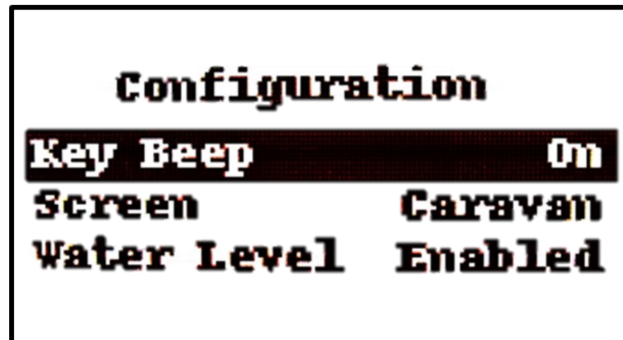 Configuration
Key Beep On
Screen Caravan
Water Level Enabled